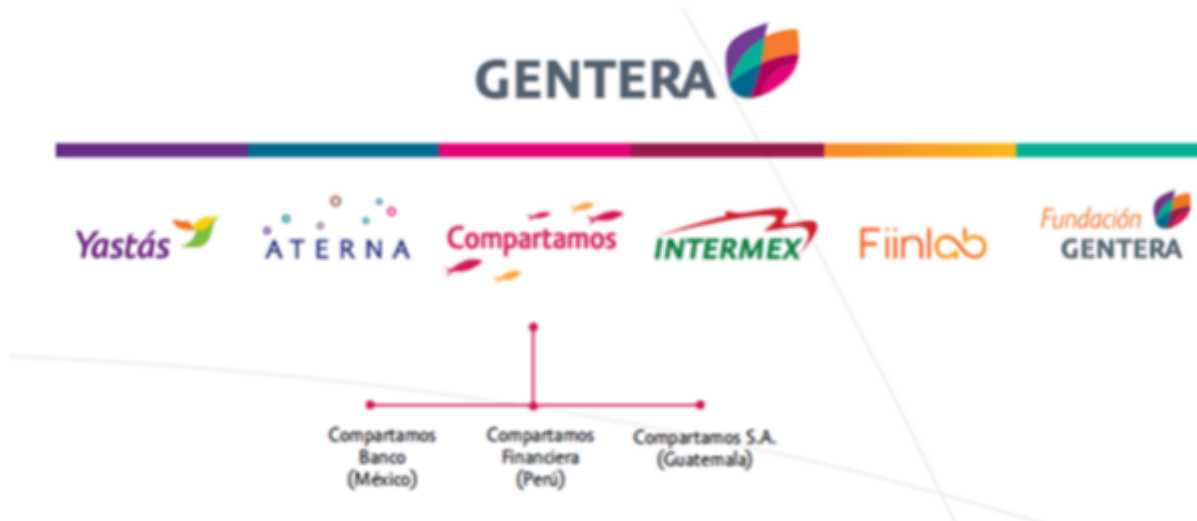 GENTERA
Yastás
ATERNA
Compartamos
INTERMEX
Fiinlab
Fundación
GENTERA
Compartamos
Banco
(México)
Compartamos
Financiera
(Perú)
Compartamos S.A.
(Guatemala)